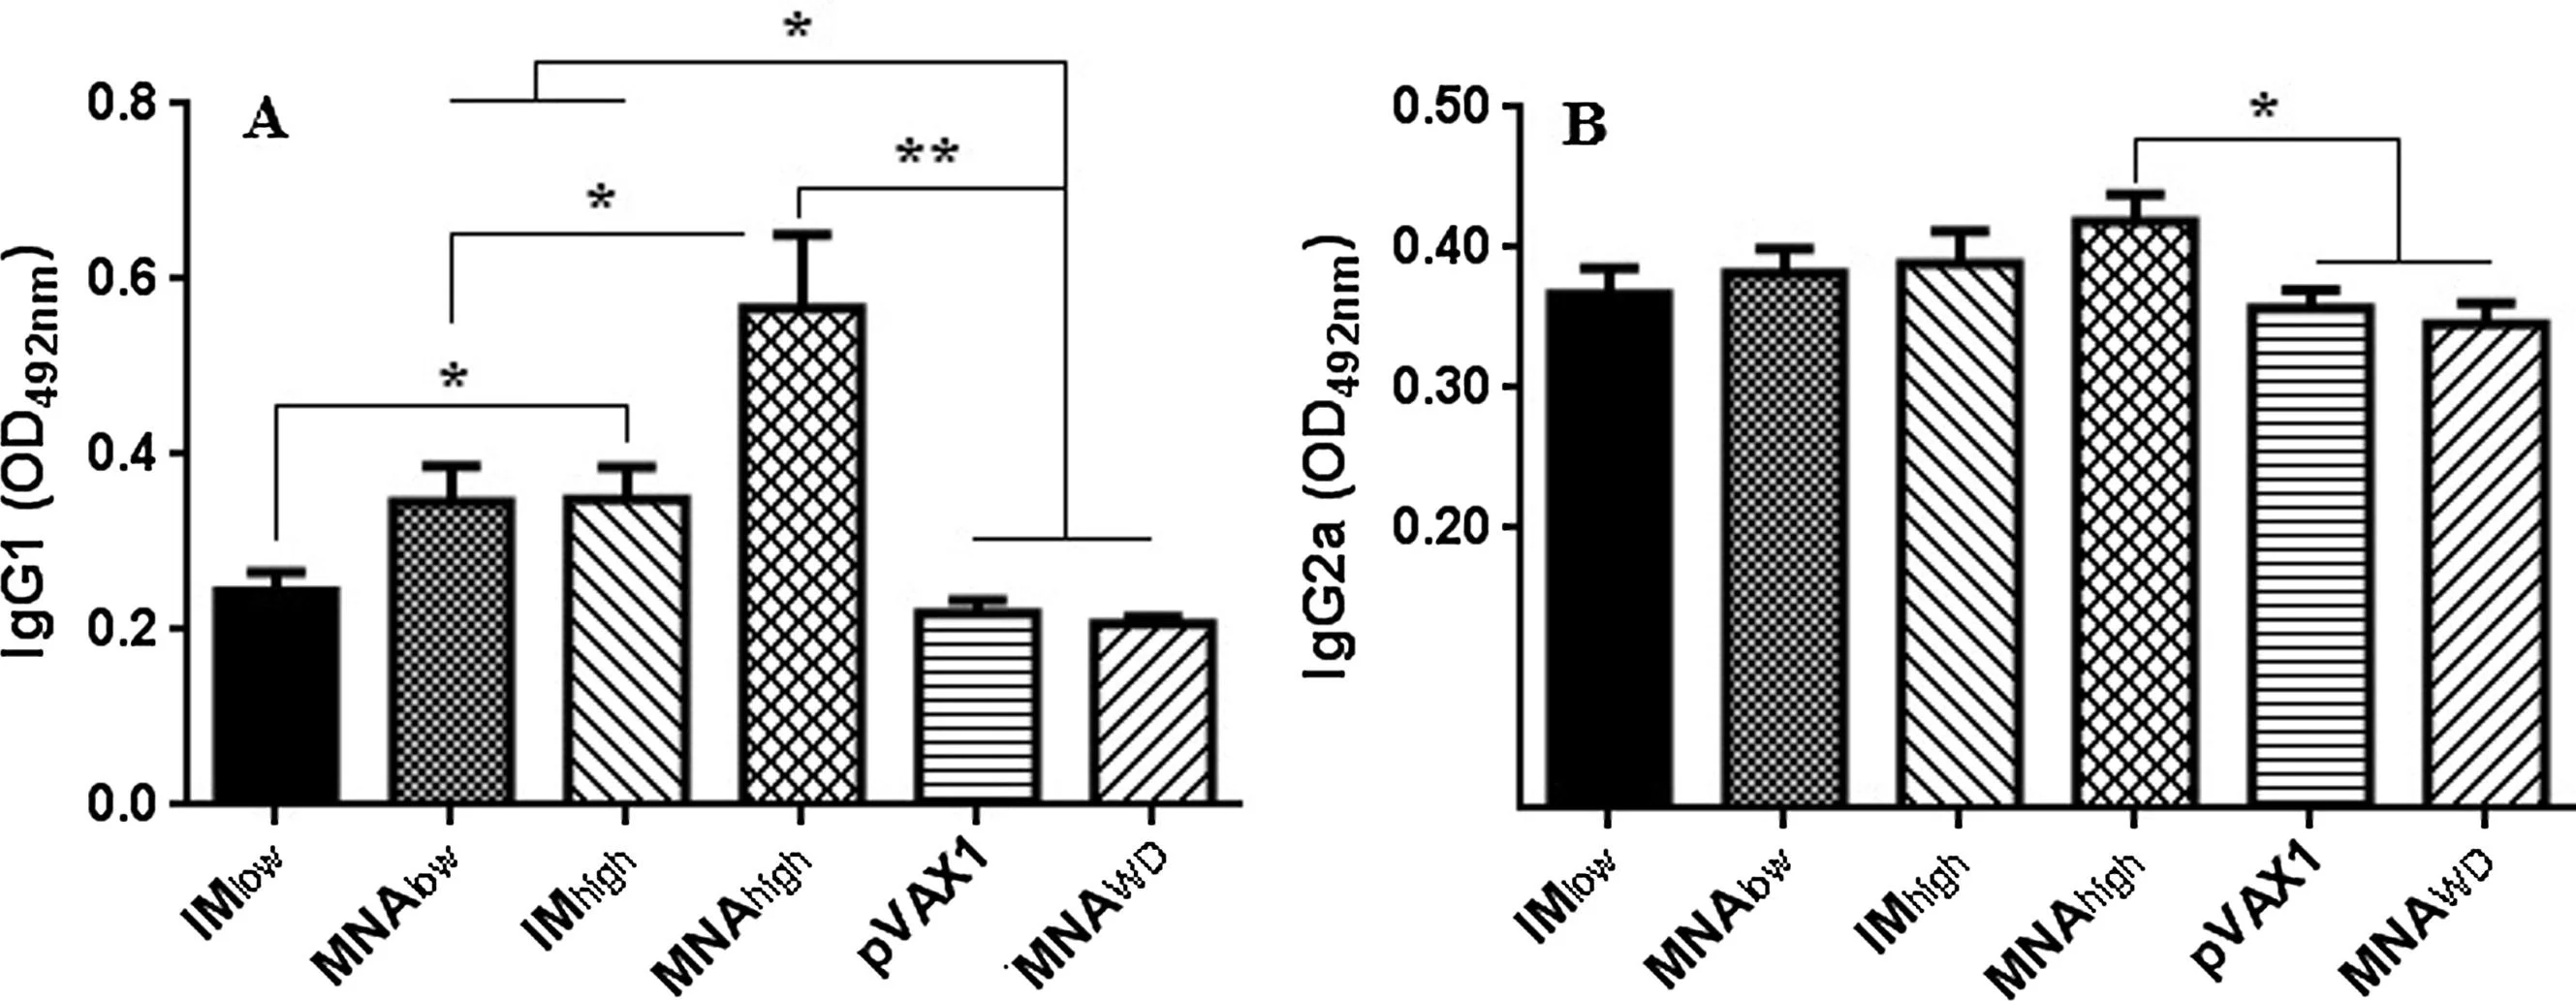 A
*
**
*
*
0.8
0.6
0.4
0.2
0.0
IgG1 (OD492nm)
IMlow
MNAlow
IMhigh
MNAhigh
pVAX1
MNAWD
B
*
0.50
0.40
0.30
0.20
IgG2a (OD492nm)
IMlow
MNAlow
IMhigh
MNAhigh
pVAX1
MNAWD